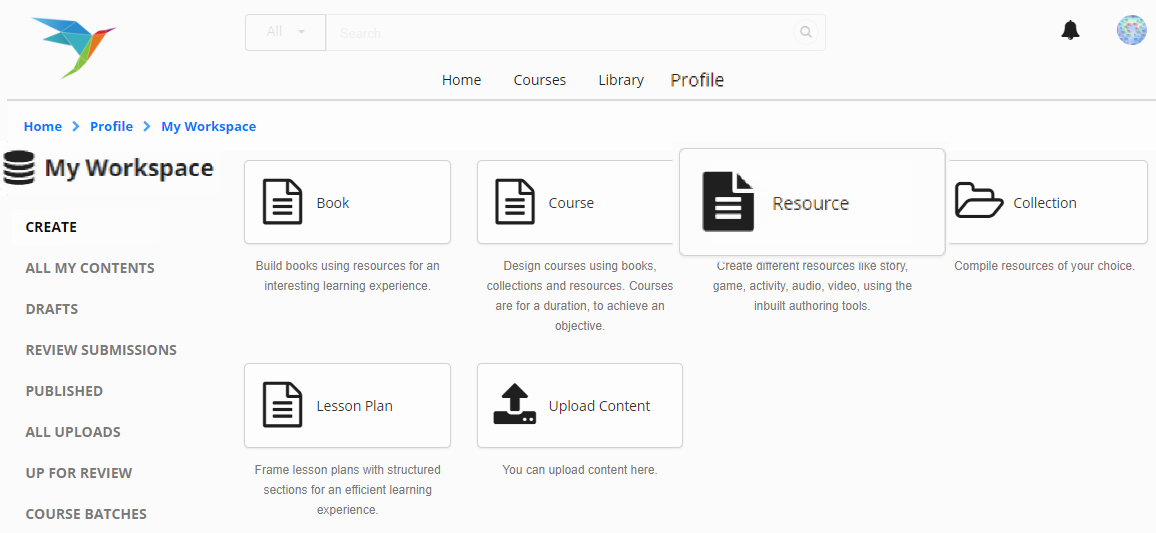 All
Search
Home
Courses
Library
Profile
Home
Profile
My Workspace
My Workspace
CREATE
ALL MY CONTENTS
DRAFTS
REVIEW SUBMISSIONS
PUBLISHED
ALL UPLOADS
UP FOR REVIEW
COURSE BATCHES
Book
Build books using resources for an
interesting learning experience.
Course
Design courses using books,
collections and resources. Courses
are for a duration, to achieve an
objective.
Resource
Create different resources like story,
game, activity, audio, video, using the
inbuilt authoring tools.
Collection
Compile resources of your choice.
Lesson Plan
Frame lesson plans with structured
sections for an efficient learning
experience.
Upload Content
You can upload content here.